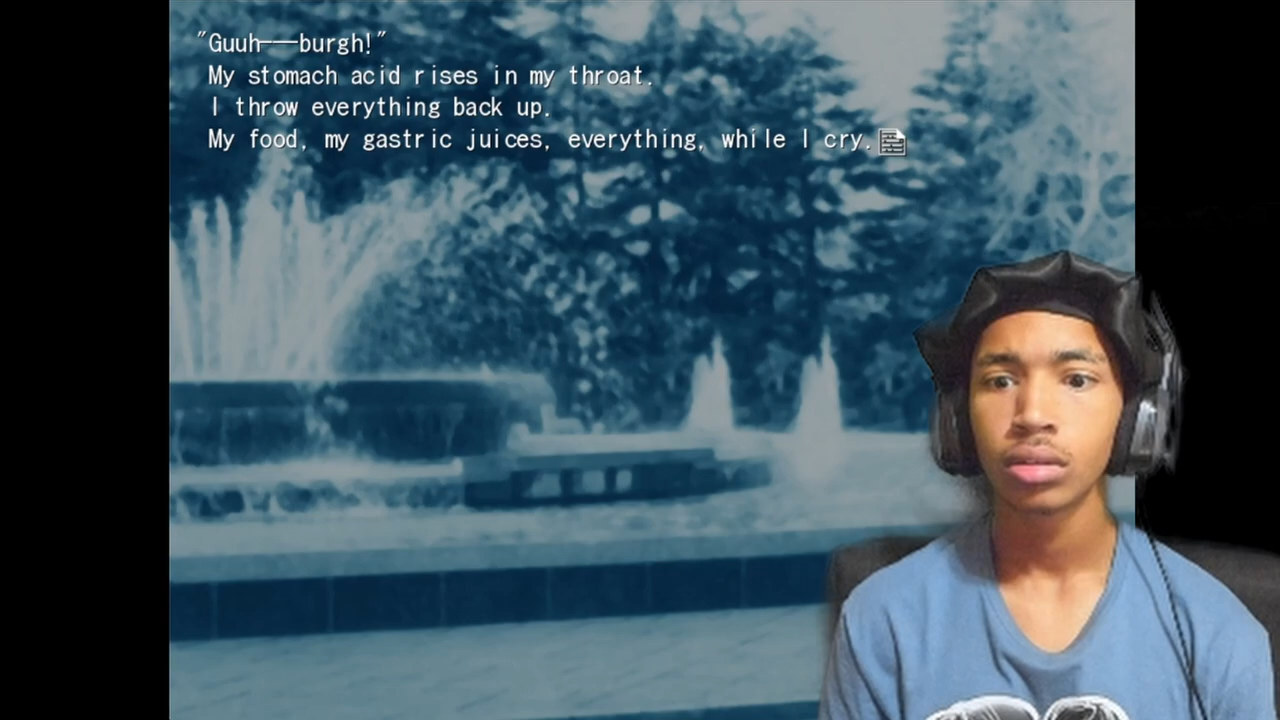 "Guuh───burgh!"
My stomach acid rises in my throat.
I throw everything back up.
My food, my gastric juices, everything, while I cry.